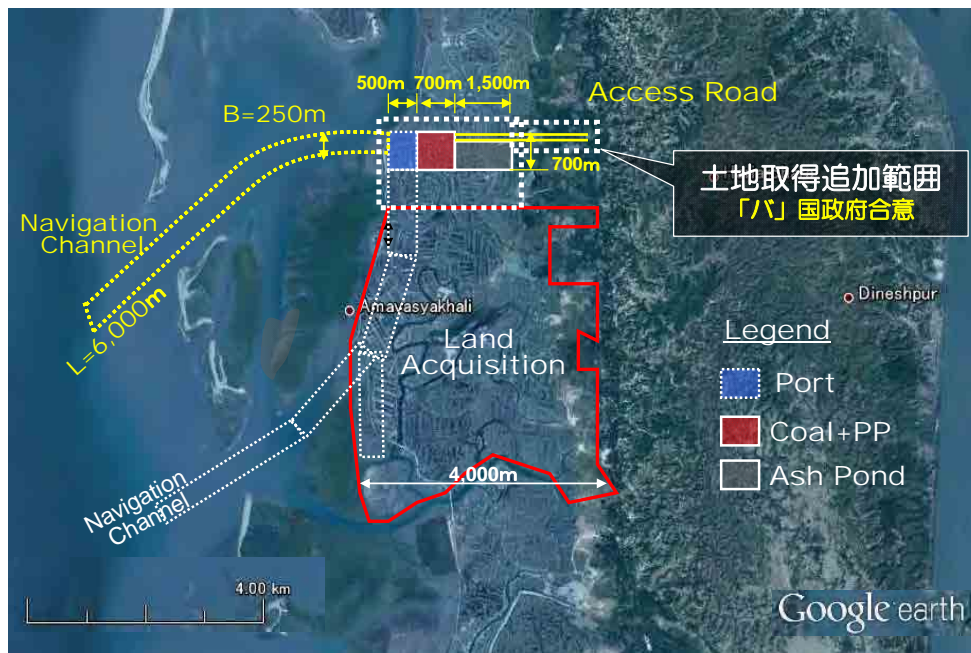 500m 700m 1,500m
Access Road
B=250m
700m
土地取得追加範囲
「バ」国政府合意
Navigation
Channel
L=6,000m
Amavasyakhali
Dineshpur
Land
Acquisition
Legend
Port
Coal+PP
Ash Pond
4,000m
Navigation
Channel
4.00 km
Google earth